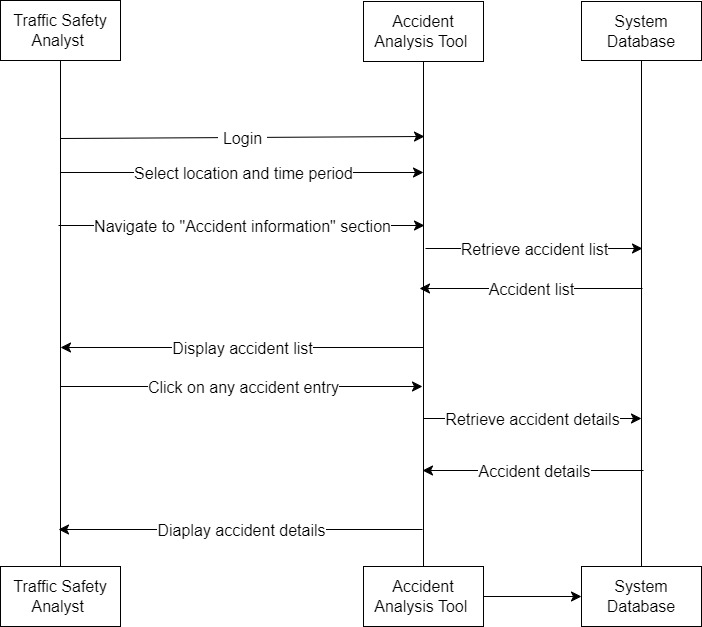 Traffic Safety
Analyst
Accident
Analysis Tool
System
Database
Login
Select location and time period
Navigate to "Accident information" section
Retrieve accident list
Accident list
Display accident list
Click on any accident entry
Retrieve accident details
Accident details
Diaplay accident details
Traffic Safety
Analyst
Accident
Analysis Tool
System
Database